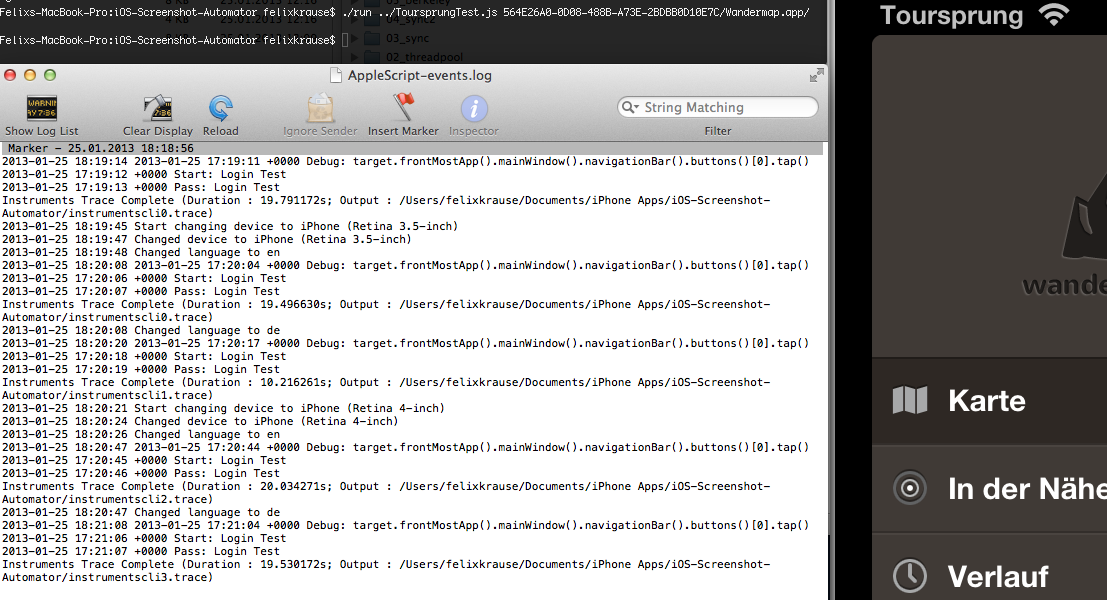 Felixs-MacBook-Pro:iOS-Screenshot-Automator felixkrause$ ./run ../ToursprungTest.js 564E26A0-0D08-488B-A73E-2BDBB0D10E7C/Wandermap.app/
Felixs-MacBook-Pro:iOS-Screenshot-Automator felixkrause$
03_sync
02_threadpool
AppleScript-events.log
Show Log List
Clear Display
Reload
Ignore Sender
Insert Marker
Inspector
String Matching
Filter
Marker - 25.01.2013 18:18:56
2013-01-25 18:19:14 2013-01-25 17:19:11 +0000 Debug: target.frontMostApp().mainWindow().navigationBar().buttons()[0].tap()
2013-01-25 17:19:12 +0000 Start: Login Test
2013-01-25 17:19:13 +0000 Pass: Login Test
Instruments Trace Complete (Duration : 19.791172s; Output : /Users/felixkrause/Documents/iPhone Apps/iOS-Screenshot-
Automator/instrumentscli0.trace)
2013-01-25 18:19:45 Start changing device to iPhone (Retina 3.5-inch)
2013-01-25 18:19:47 Changed device to iPhone (Retina 3.5-inch)
2013-01-25 18:19:48 Changed language to en
2013-01-25 18:20:08 2013-01-25 17:20:04 +0000 Debug: target.frontMostApp().mainWindow().navigationBar().buttons()[0].tap()
2013-01-25 17:20:06 +0000 Start: Login Test
2013-01-25 17:20:07 +0000 Pass: Login Test
Instruments Trace Complete (Duration : 19.496630s; Output : /Users/felixkrause/Documents/iPhone Apps/iOS-Screenshot-
Automator/instrumentscli0.trace)
2013-01-25 18:20:08 Changed language to de
2013-01-25 18:20:20 2013-01-25 17:20:17 +0000 Debug: target.frontMostApp().mainWindow().navigationBar().buttons()[0].tap()
2013-01-25 17:20:18 +0000 Start: Login Test
2013-01-25 17:20:19 +0000 Pass: Login Test
Instruments Trace Complete (Duration : 10.216261s; Output : /Users/felixkrause/Documents/iPhone Apps/iOS-Screenshot-
Automator/instrumentscli1.trace)
2013-01-25 18:20:21 Start changing device to iPhone (Retina 4-inch)
2013-01-25 18:20:24 Changed device to iPhone (Retina 4-inch)
2013-01-25 18:20:26 Changed language to en
2013-01-25 18:20:47 2013-01-25 17:20:44 +0000 Debug: target.frontMostApp().mainWindow().navigationBar().buttons()[0].tap()
2013-01-25 17:20:45 +0000 Start: Login Test
2013-01-25 17:20:46 +0000 Pass: Login Test
Instruments Trace Complete (Duration : 20.034271s; Output : /Users/felixkrause/Documents/iPhone Apps/iOS-Screenshot-
Automator/instrumentscli2.trace)
2013-01-25 18:20:47 Changed language to de
2013-01-25 18:21:08 2013-01-25 17:21:04 +0000 Debug: target.frontMostApp().mainWindow().navigationBar().buttons()[0].tap()
2013-01-25 17:21:06 +0000 Start: Login Test
2013-01-25 17:21:07 +0000 Pass: Login Test
Instruments Trace Complete (Duration : 19.530172s; Output : /Users/felixkrause/Documents/iPhone Apps/iOS-Screenshot-
Automator/instrumentscli3.trace)
Toursprung
wande
Karte
In der Nähe
Verlauf